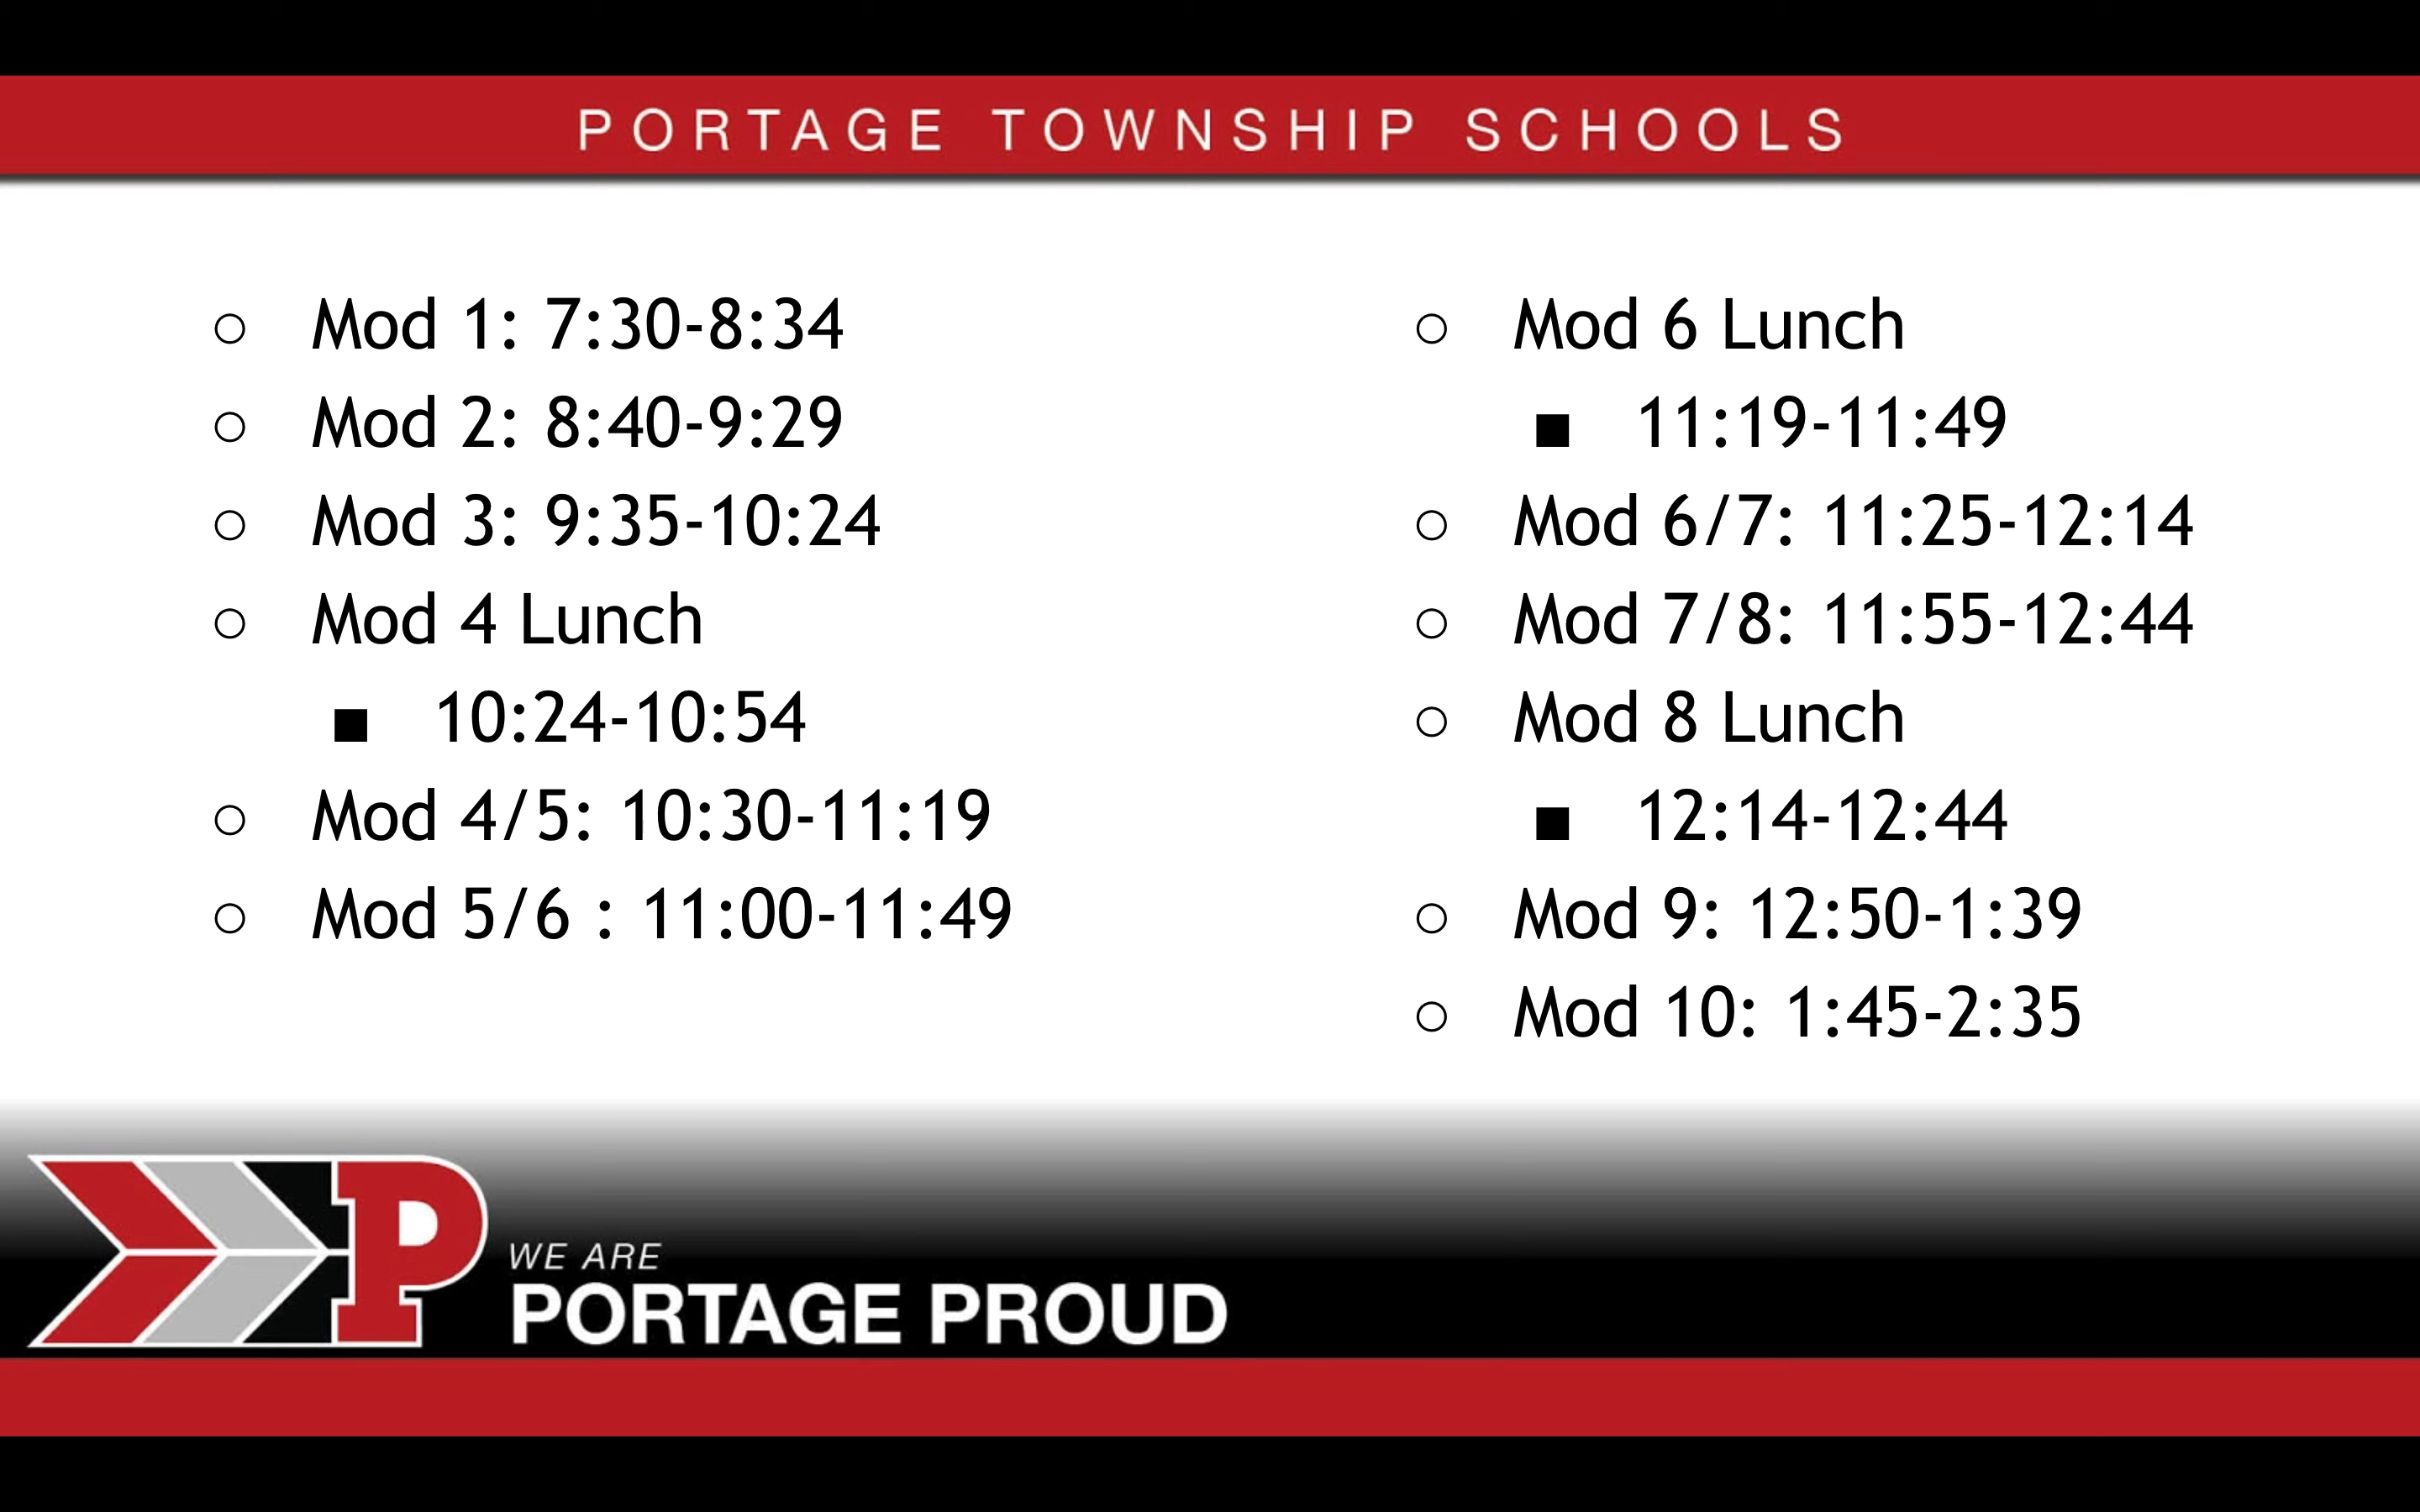 PORTAGE TOWNSHIP SCHOOLS
Mod 1: 7:30-8:34
Mod 2: 8:40-9:29
Mod 3: 9:35-10:24
Mod 4 Lunch
10:24-10:54
Mod 4/5: 10:30-11:19
Mod 5/6 : 11:00-11:49
Mod 6 Lunch
11:19-11:49
Mod 6/7: 11:25-12:14
Mod 7/8: 11:55-12:44
Mod 8 Lunch
12:14-12:44
Mod 9: 12:50-1:39
Mod 10: 1:45-2:35
P
WE ARE
PORTAGE PROUD